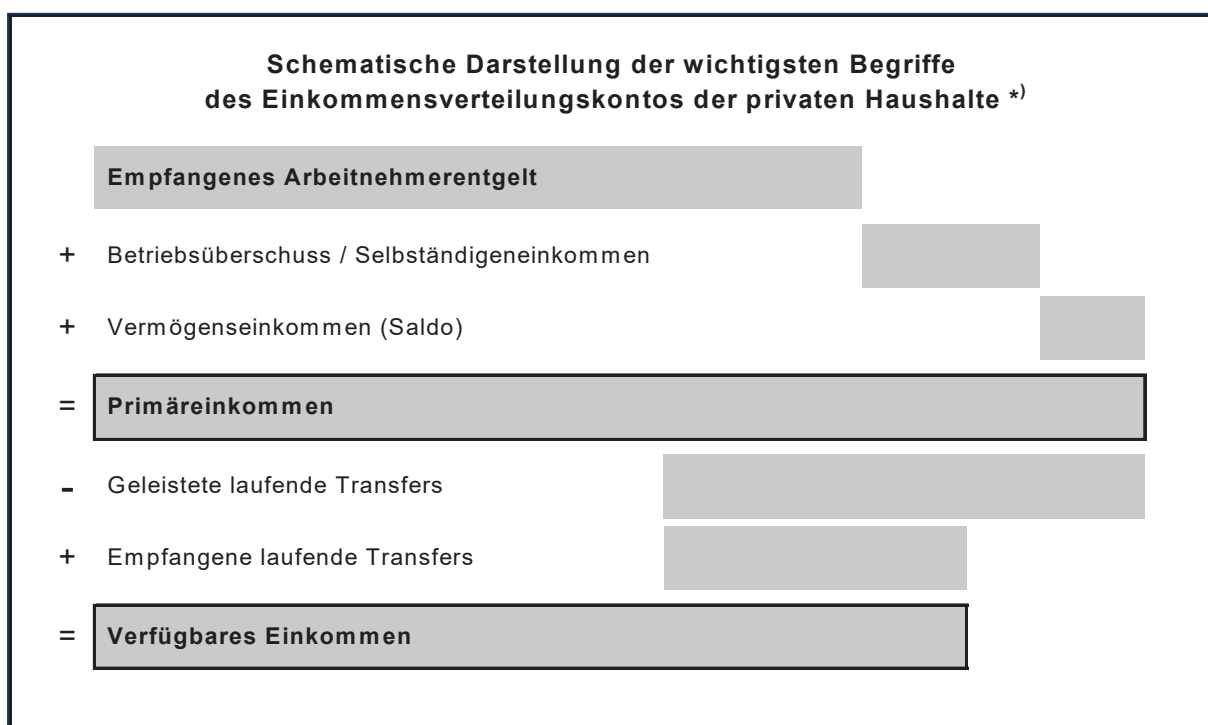 Schematische Darstellung der wichtigsten Begriffe
des Einkommensverteilungskontos der privaten Haushalte *)
Empfangenes Arbeitnehmerentgelt
+ Betriebsüberschuss / Selbständigeneinkommen
+ Vermögenseinkommen (Saldo)
= Primäreinkommen
- Geleistete laufende Transfers
+ Empfangene laufende Transfers
= Verfügbares Einkommen